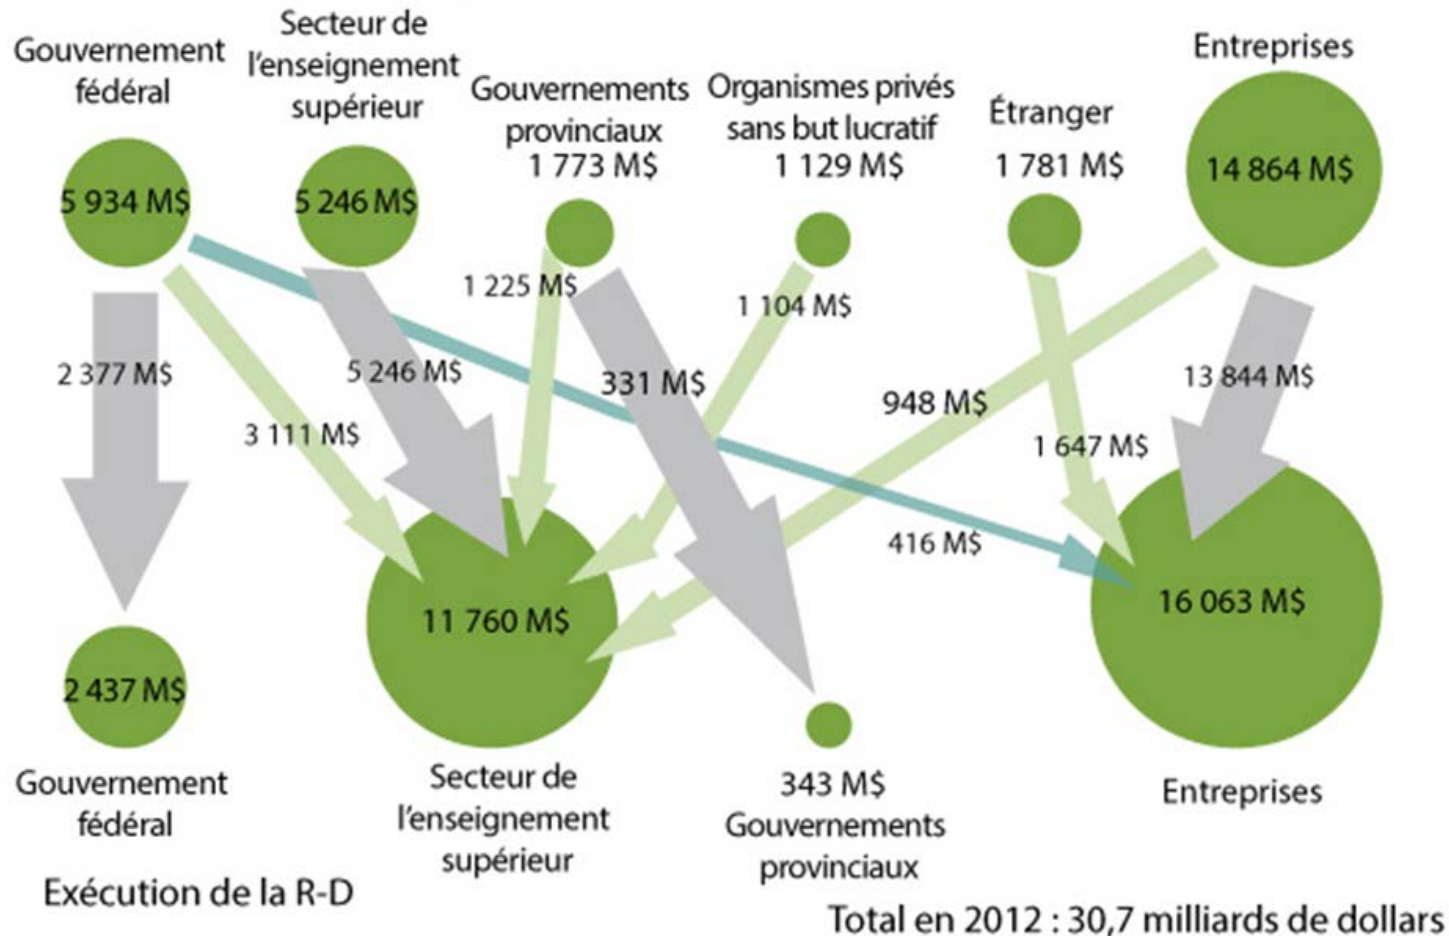 Gouvernement
fédéral
5 934 M$
Secteur de
l'enseignement
supérieur
5 246 M$
Gouvernements
provinciaux
1 773 M$
Organismes privés
sans but lucratif
1 129 M$
Étranger
1 781 M$
Entreprises
14 864 M$
2 377 M$
3 111 M$
5 246 M$
1 225 M$
331 M$
1 104 M$
948 M$
416 M$
1 647 M$
13 844 M$
2 437 M$
Gouvernement
fédéral
11 760 M$
Secteur de
l'enseignement
supérieur
343 M$
Gouvernements
provinciaux
16 063 M$
Entreprises
Exécution de la R-D
Total en 2012 : 30,7 milliards de dollars